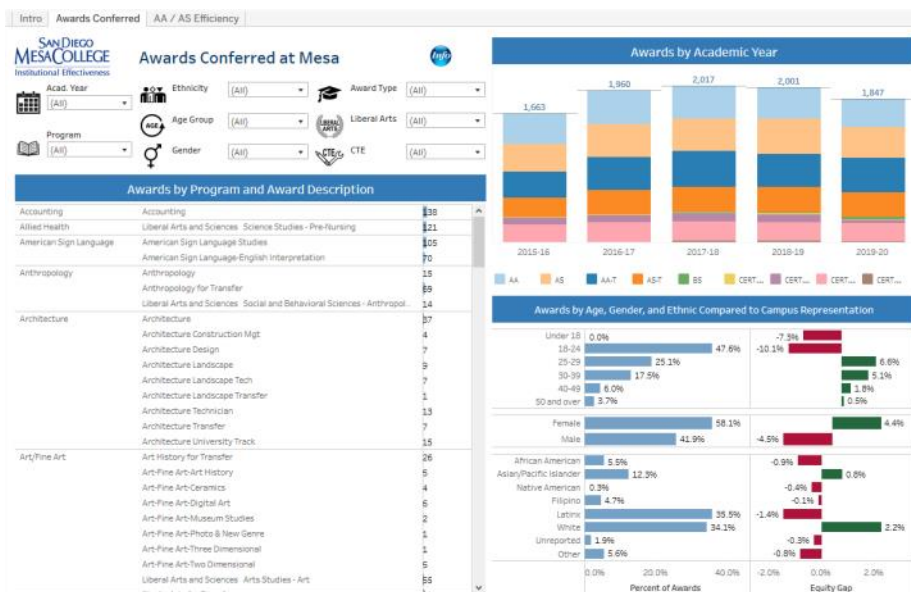 Intro Awards Conferred AA / AS Efficiency
SAN DIEGO
MESA COLLEGE
Institutional Effectiveness
Awards Conferred at Mesa
Info
Acad. Year
(All)
Program
(All)
Ethnicity (All)
Age Group (All)
Gender (All)
Award Type (All)
Liberal Arts (All)
CTE (All)
AGE
LIBERAL ARTS
CTE
Awards by Program and Award Description
Accounting Accounting 138
Allied Health Liberal Arts and Sciences Science Studies - Pre-Nursing 121
American Sign Language American Sign Language Studies 105
American Sign Language-English Interpretation 70
Anthropology Anthropology 15
Anthropology for Transfer 69
Liberal Arts and Sciences Social and Behavioral Sciences - Anthropol... 14
Architecture Architecture 37
Architecture Construction Mgt 4
Architecture Design 7
Architecture Landscape 9
Architecture Landscape Tech 7
Architecture Landscape Transfer 1
Architecture Technician 13
Architecture Transfer 7
Architecture University Track 15
Art/Fine Art Art History for Transfer 26
Art-Fine Art-Art History 5
Art-Fine Art-Ceramics 4
Art-Fine Art-Digital Art 6
Art-Fine Art-Museum Studies 2
Art-Fine Art-Photo & New Genre 1
Art-Fine Art-Three Dimensional 1
Art-Fine Art-Two Dimensional 5
Liberal Arts and Sciences Arts Studies - Art 55
Awards by Academic Year
1,663 1,960 2,017 2,001 1,847
2015-16 2016-17 2017-18 2018-19 2019-20
AA AS AA-T AS-T BS CERT... CERT... CERT... CERT...
Awards by Age, Gender, and Ethnic Compared to Campus Representation
Under 18 0.0% -7.3%
18-24 47.6% -10.1%
25-29 25.1% 6.6%
30-39 17.5% 5.1%
40-49 6.0% 1.8%
50 and over 3.7% 0.5%
Female 58.1% 4.4%
Male 41.9% -4.5%
African American 5.5% -0.9%
Asian/Pacific Islander 12.3% 0.8%
Native American 0.3% -0.4%
Filipino 4.7% -0.1%
Latinx 35.5% -1.4%
White 34.1% 2.2%
Unreported 1.9% -0.3%
Other 5.6% -0.8%
0.0% 20.0% 40.0% -2.0% 0.0% 2.0%
Percent of Awards Equity Gap